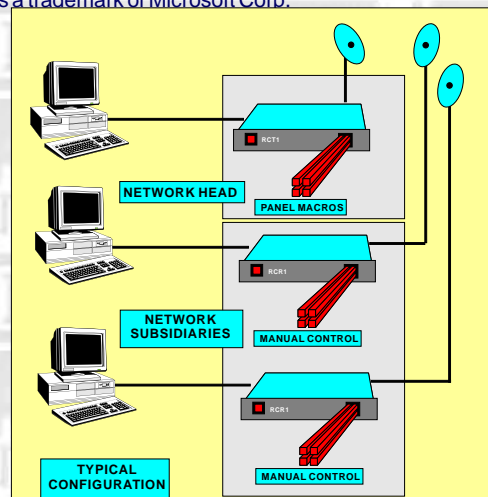 s a trademark of Microsoft Corp.
RCT1
NETWORK HEAD
PANEL MACROS
RCR1
NETWORK
SUBSIDIARIES
MANUAL CONTROL
RCR1
TYPICAL
CONFIGURATION
MANUAL CONTROL